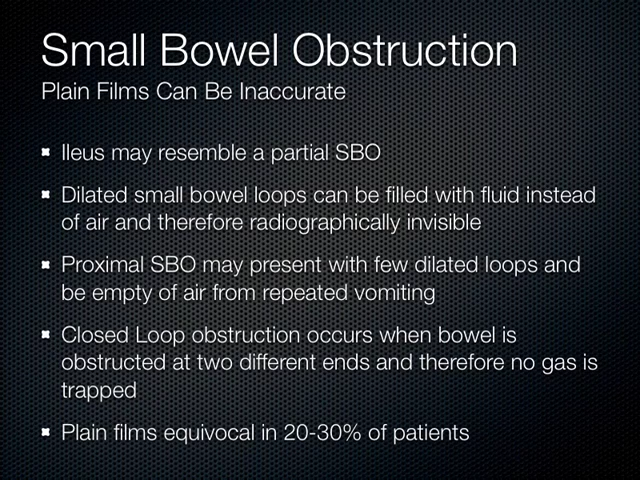 Small Bowel Obstruction
Plain Films Can Be Inaccurate
Ileus may resemble a partial SBO
Dilated small bowel loops can be filled with fluid instead
of air and therefore radiographically invisible
Proximal SBO may present with few dilated loops and
be empty of air from repeated vomiting
Closed Loop obstruction occurs when bowel is
obstructed at two different ends and therefore no gas is
trapped
Plain films equivocal in 20-30% of patients